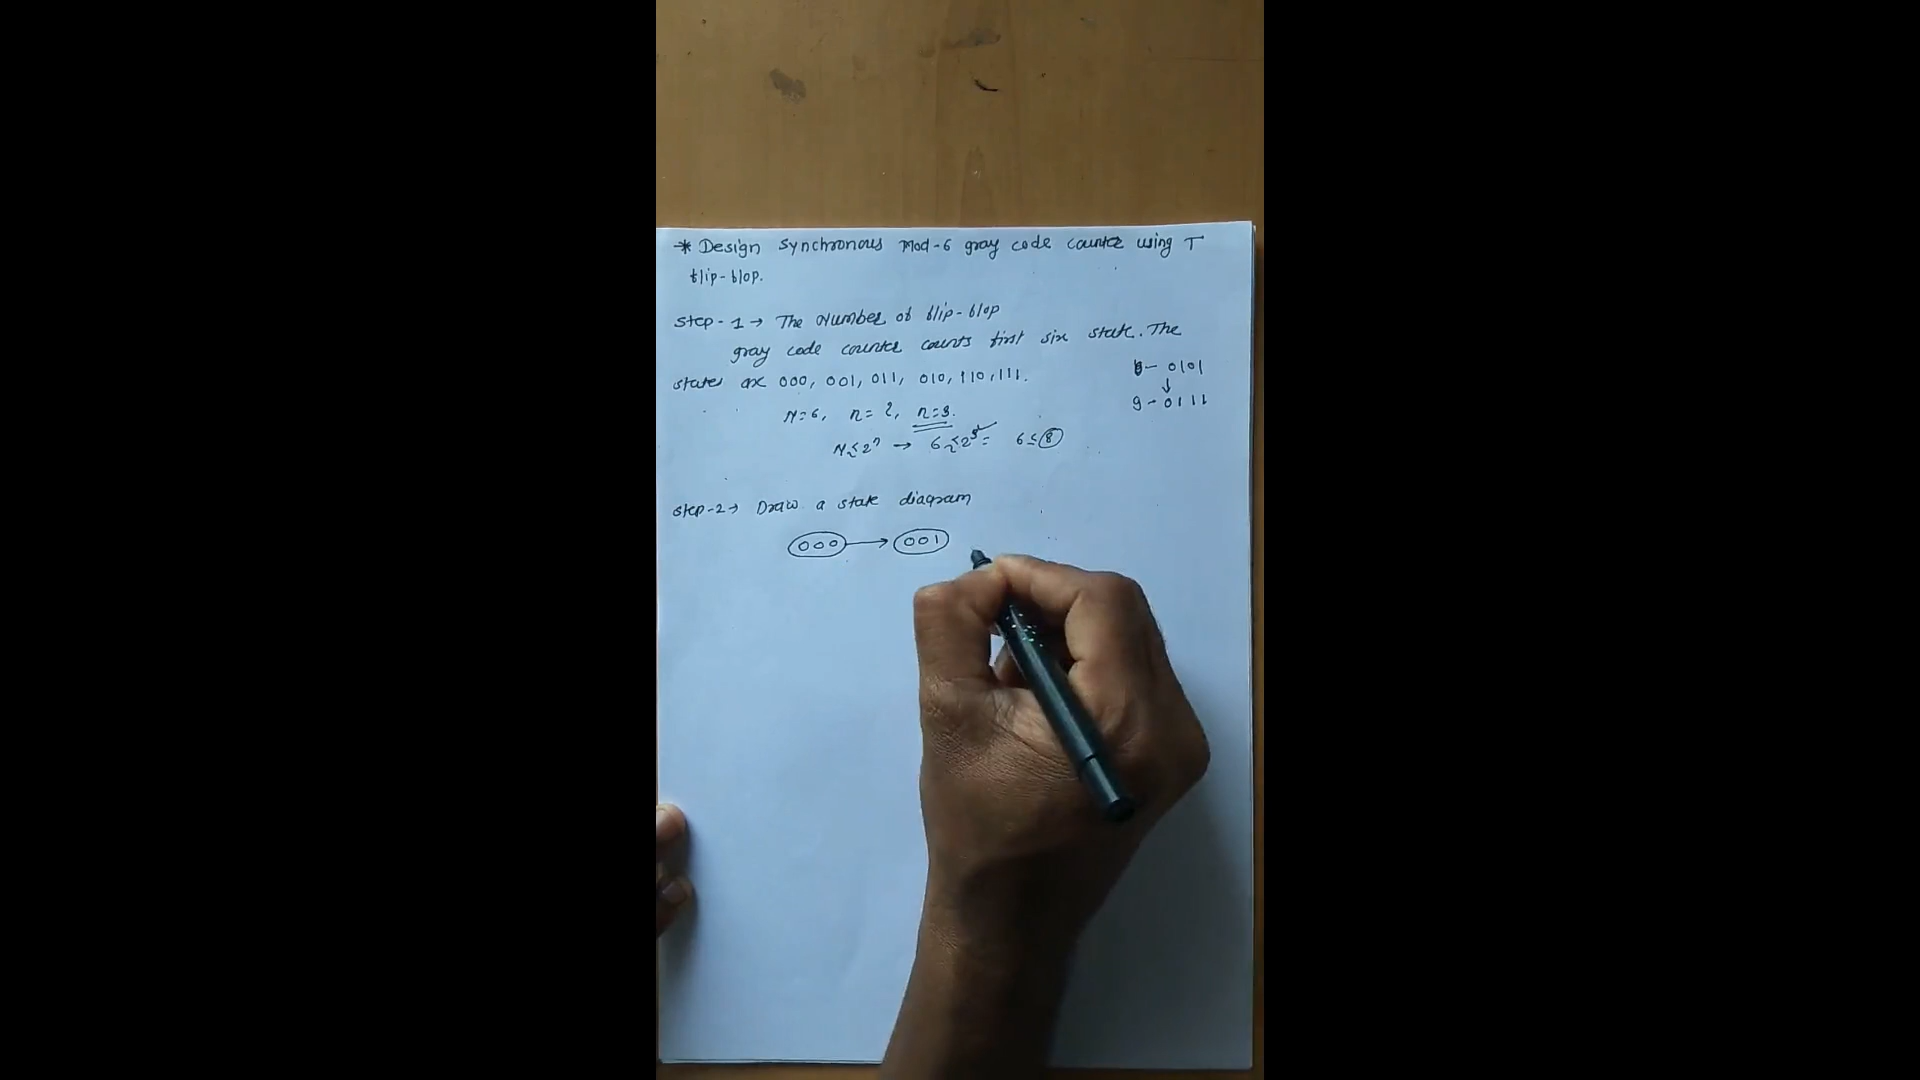 * Design synchronous Mod-6 gray code counter using T
flip-flop.
Step-1 → The Number of flip-flop
gray code counter counts first six state. The
states are 000, 001, 011, 010, 110, 111.
N=6, n=?, n=3.
N≤2ⁿ → 6≤2³= 6≤8
B- 0101
↓
g - 0111
Step-2→ Draw a state diagram
000 → 001